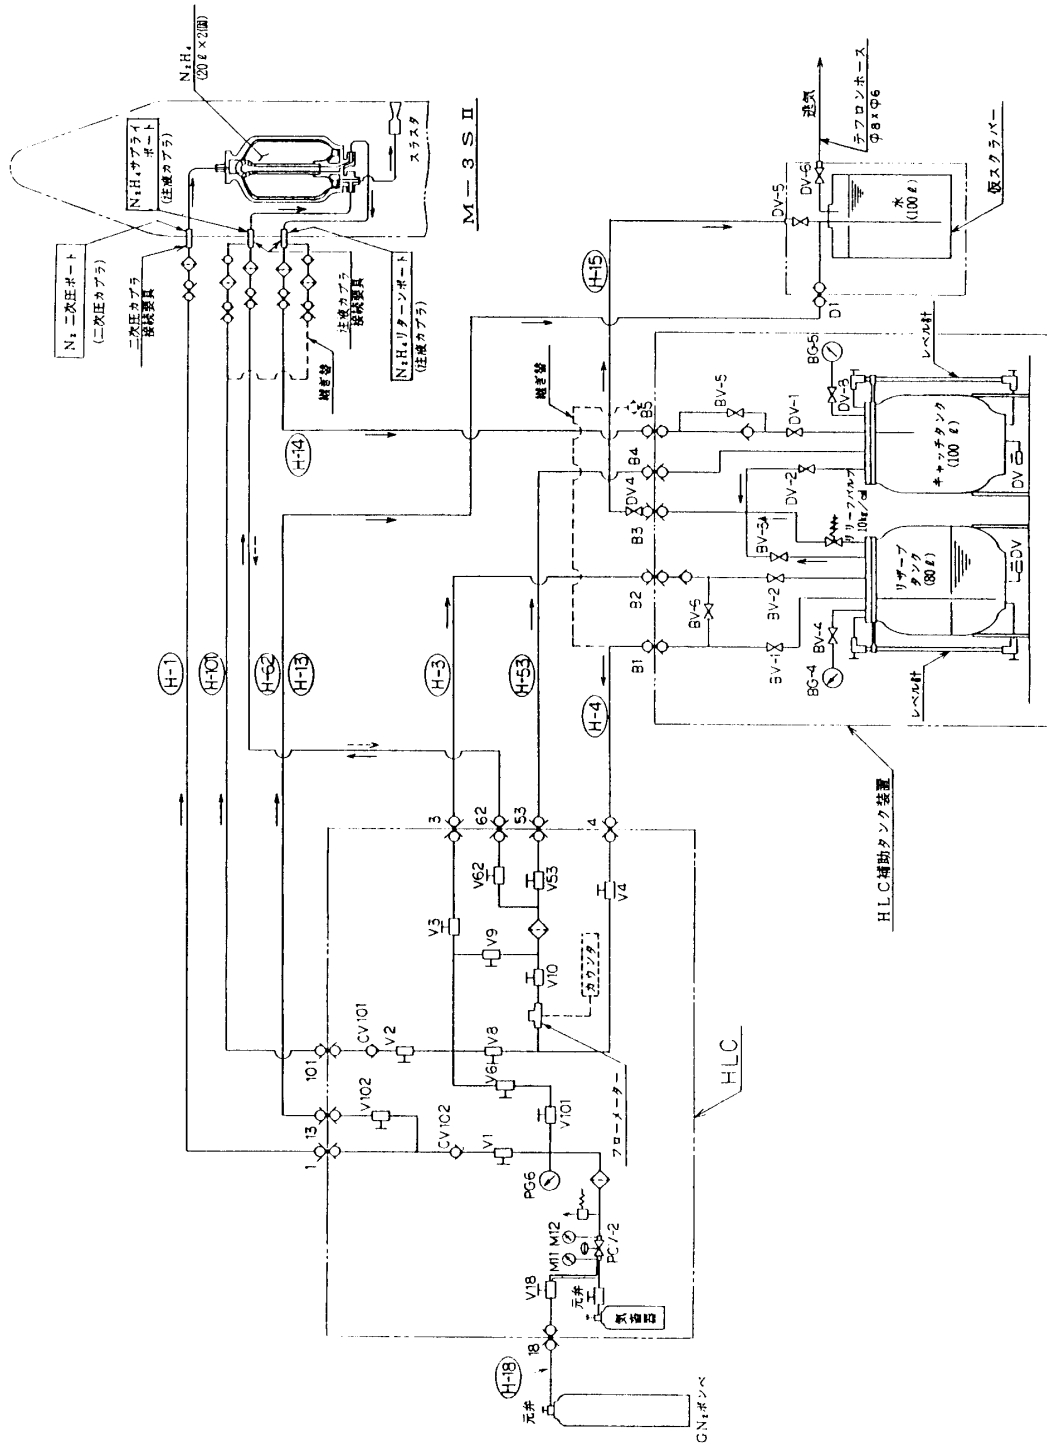 N₂H₄
(20ℓ×2個)
N₂H₄サプライ
ポート
(注液カプラ)
スラスタ
M-3SⅡ
N₂二次圧ポート
(二次圧カプラ)
二次圧カプラ
接続要具
注液カプラ
接続要具
N₂H₄リターンポート
(注液カプラ)
継ぎ替
H-14
H-1
H-101
H-62
H-13
H-3
H-53
H-4
H-15
継ぎ替
DV-5
DV-6
逃気
テフロンホース
Φ8×Φ6
水
(100ℓ)
仮スクラバー
D1
レベル計
BG-5
DV-3
BV-5
DV-1
DV-2
B5
B4
DV4
B3
B2
B1
BV-3
リリーフバルブ
10kg/㎠
キャッチタンク
(100ℓ)
DV
リザーブ
タンク
(80ℓ)
DV
BV-6
BV-2
BV-1
BV-4
BG-4
レベル計
HLC補助タンク装置
3
62
53
4
V62
V53
V4
V3
V9
V10
カウンタ
フローメーター
101
CV101
V2
V8
V6
V101
13
V102
1
CV102
V1
PG6
M11
M12
PCV-2
V18
元弁
気蓄器
18
H-18
元弁
GN₂ボンベ
HLC